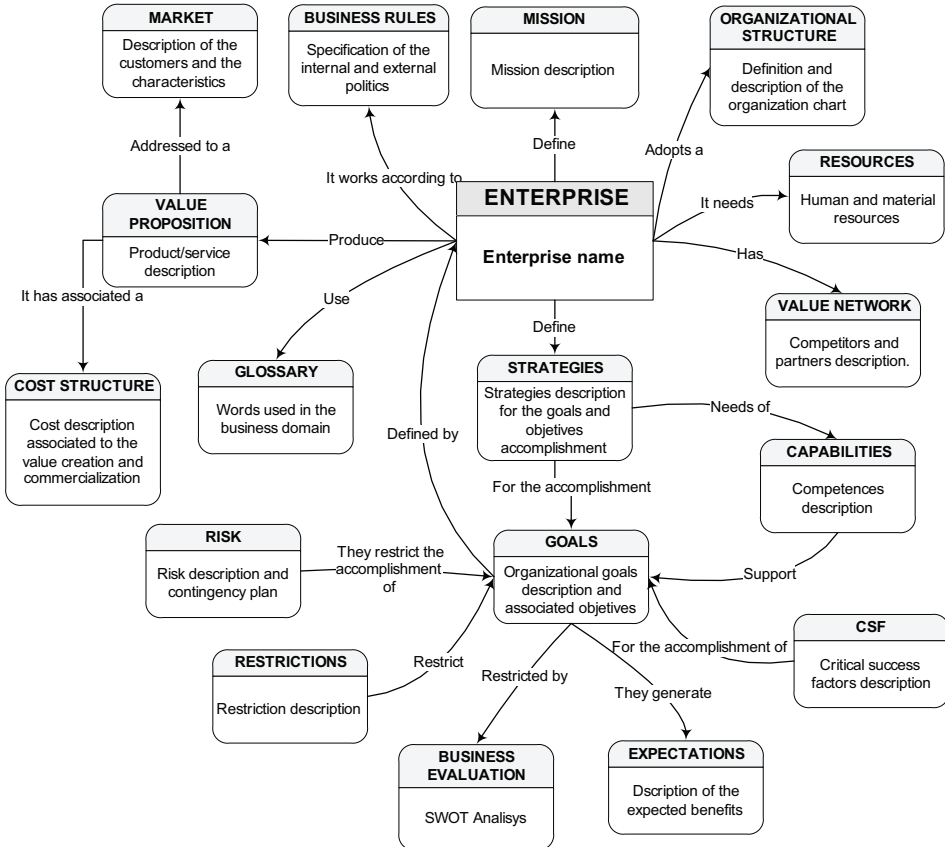 MARKET
Description of the
customers and the
characteristics
BUSINESS RULES
Specification of the
internal and external
politics
MISSION
Mission description
ORGANIZATIONAL
STRUCTURE
Definition and
description of the
organization chart
Addressed to a
It works according to
Define
Adopts a
RESOURCES
Human and material
resources
It needs
VALUE
PROPOSITION
Product/service
description
Produce
ENTERPRISE
Enterprise name
Has
It has associated a
Use
Define
VALUE NETWORK
Competitors and
partners description.
COST STRUCTURE
Cost description
associated to the
value creation and
commercialization
GLOSSARY
Words used in the
business domain
Defined by
STRATEGIES
Strategies description
for the goals and
objetives
accomplishment
Needs of
CAPABILITIES
Competences
description
For the accomplishment
RISK
Risk description and
contingency plan
They restrict the
accomplishment
of
GOALS
Organizational goals
description and
associated objetives
Support
RESTRICTIONS
Restriction description
Restrict
For the accomplishment of
CSF
Critical success
factors description
Restricted by
They generate
BUSINESS
EVALUATION
SWOT Analisys
EXPECTATIONS
Dscription of the
expected benefits